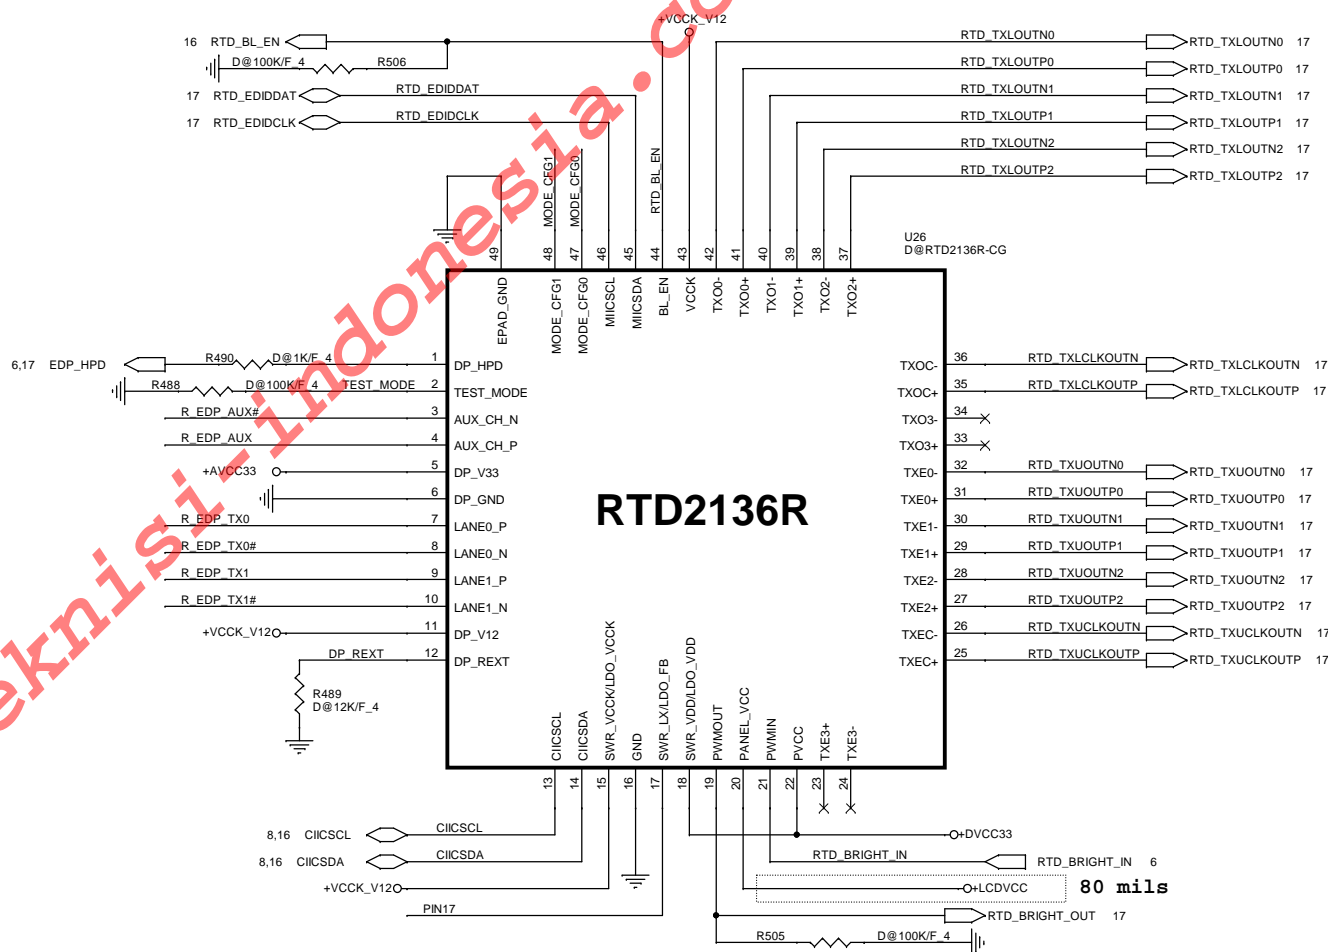 +VCCK_V12
16 RTD_BL_EN
D@100K/F_4 R506
17 RTD_EDIDDAT RTD_EDIDDAT
17 RTD_EDIDCLK RTD_EDIDCLK
RTD_TXLOUTN0 RTD_TXLOUTN0 17
RTD_TXLOUTP0 RTD_TXLOUTP0 17
RTD_TXLOUTN1 RTD_TXLOUTN1 17
RTD_TXLOUTP1 RTD_TXLOUTP1 17
RTD_TXLOUTN2 RTD_TXLOUTN2 17
RTD_TXLOUTP2 RTD_TXLOUTP2 17
MODE_CFG1
MODE_CFG0
RTD_BL_EN
U26
D@RTD2136R-CG
49 48 47 46 45 44 43 42 41 40 39 38 37
EPAD_GND
MODE_CFG1
MODE_CFG0
MIICSCL
MIICSDA
BL_EN
VCCK
TXO0-
TXO0+
TXO1-
TXO1+
TXO2-
TXO2+
6,17 EDP_HPD R490 D@1K/F_4 1 DP_HPD
R488 D@100K/F_4 TEST_MODE 2 TEST_MODE
R_EDP_AUX# 3 AUX_CH_N
R_EDP_AUX 4 AUX_CH_P
+AVCC33 5 DP_V33
6 DP_GND
R_EDP_TX0 7 LANE0_P
R_EDP_TX0# 8 LANE0_N
R_EDP_TX1 9 LANE1_P
R_EDP_TX1# 10 LANE1_N
+VCCK_V12 11 DP_V12
DP_REXT 12 DP_REXT
R489
D@12K/F_4
RTD2136R
TXOC- 36 RTD_TXLCLKOUTN RTD_TXLCLKOUTN 17
TXOC+ 35 RTD_TXLCLKOUTP RTD_TXLCLKOUTP 17
TXO3- 34
TXO3+ 33
TXE0- 32 RTD_TXUOUTN0 RTD_TXUOUTN0 17
TXE0+ 31 RTD_TXUOUTP0 RTD_TXUOUTP0 17
TXE1- 30 RTD_TXUOUTN1 RTD_TXUOUTN1 17
TXE1+ 29 RTD_TXUOUTP1 RTD_TXUOUTP1 17
TXE2- 28 RTD_TXUOUTN2 RTD_TXUOUTN2 17
TXE2+ 27 RTD_TXUOUTP2 RTD_TXUOUTP2 17
TXEC- 26 RTD_TXUCLKOUTN RTD_TXUCLKOUTN 17
TXEC+ 25 RTD_TXUCLKOUTP RTD_TXUCLKOUTP 17
CIICSCL
CIICSDA
SWR_VCCK/LDO_VCCK
GND
SWR_LX/LDO_FB
SWR_VDD/LDO_VDD
PWMOUT
PANEL_VCC
PWMIN
PVCC
TXE3+
TXE3-
13 14 15 16 17 18 19 20 21 22 23 24
8,16 CIICSCL CIICSCL
8,16 CIICSDA CIICSDA
+VCCK_V12
PIN17
+DVCC33
RTD_BRIGHT_IN RTD_BRIGHT_IN 6
+LCDVCC 80 mils
RTD_BRIGHT_OUT 17
R505 D@100K/F_4
eknisi-indonesia.co